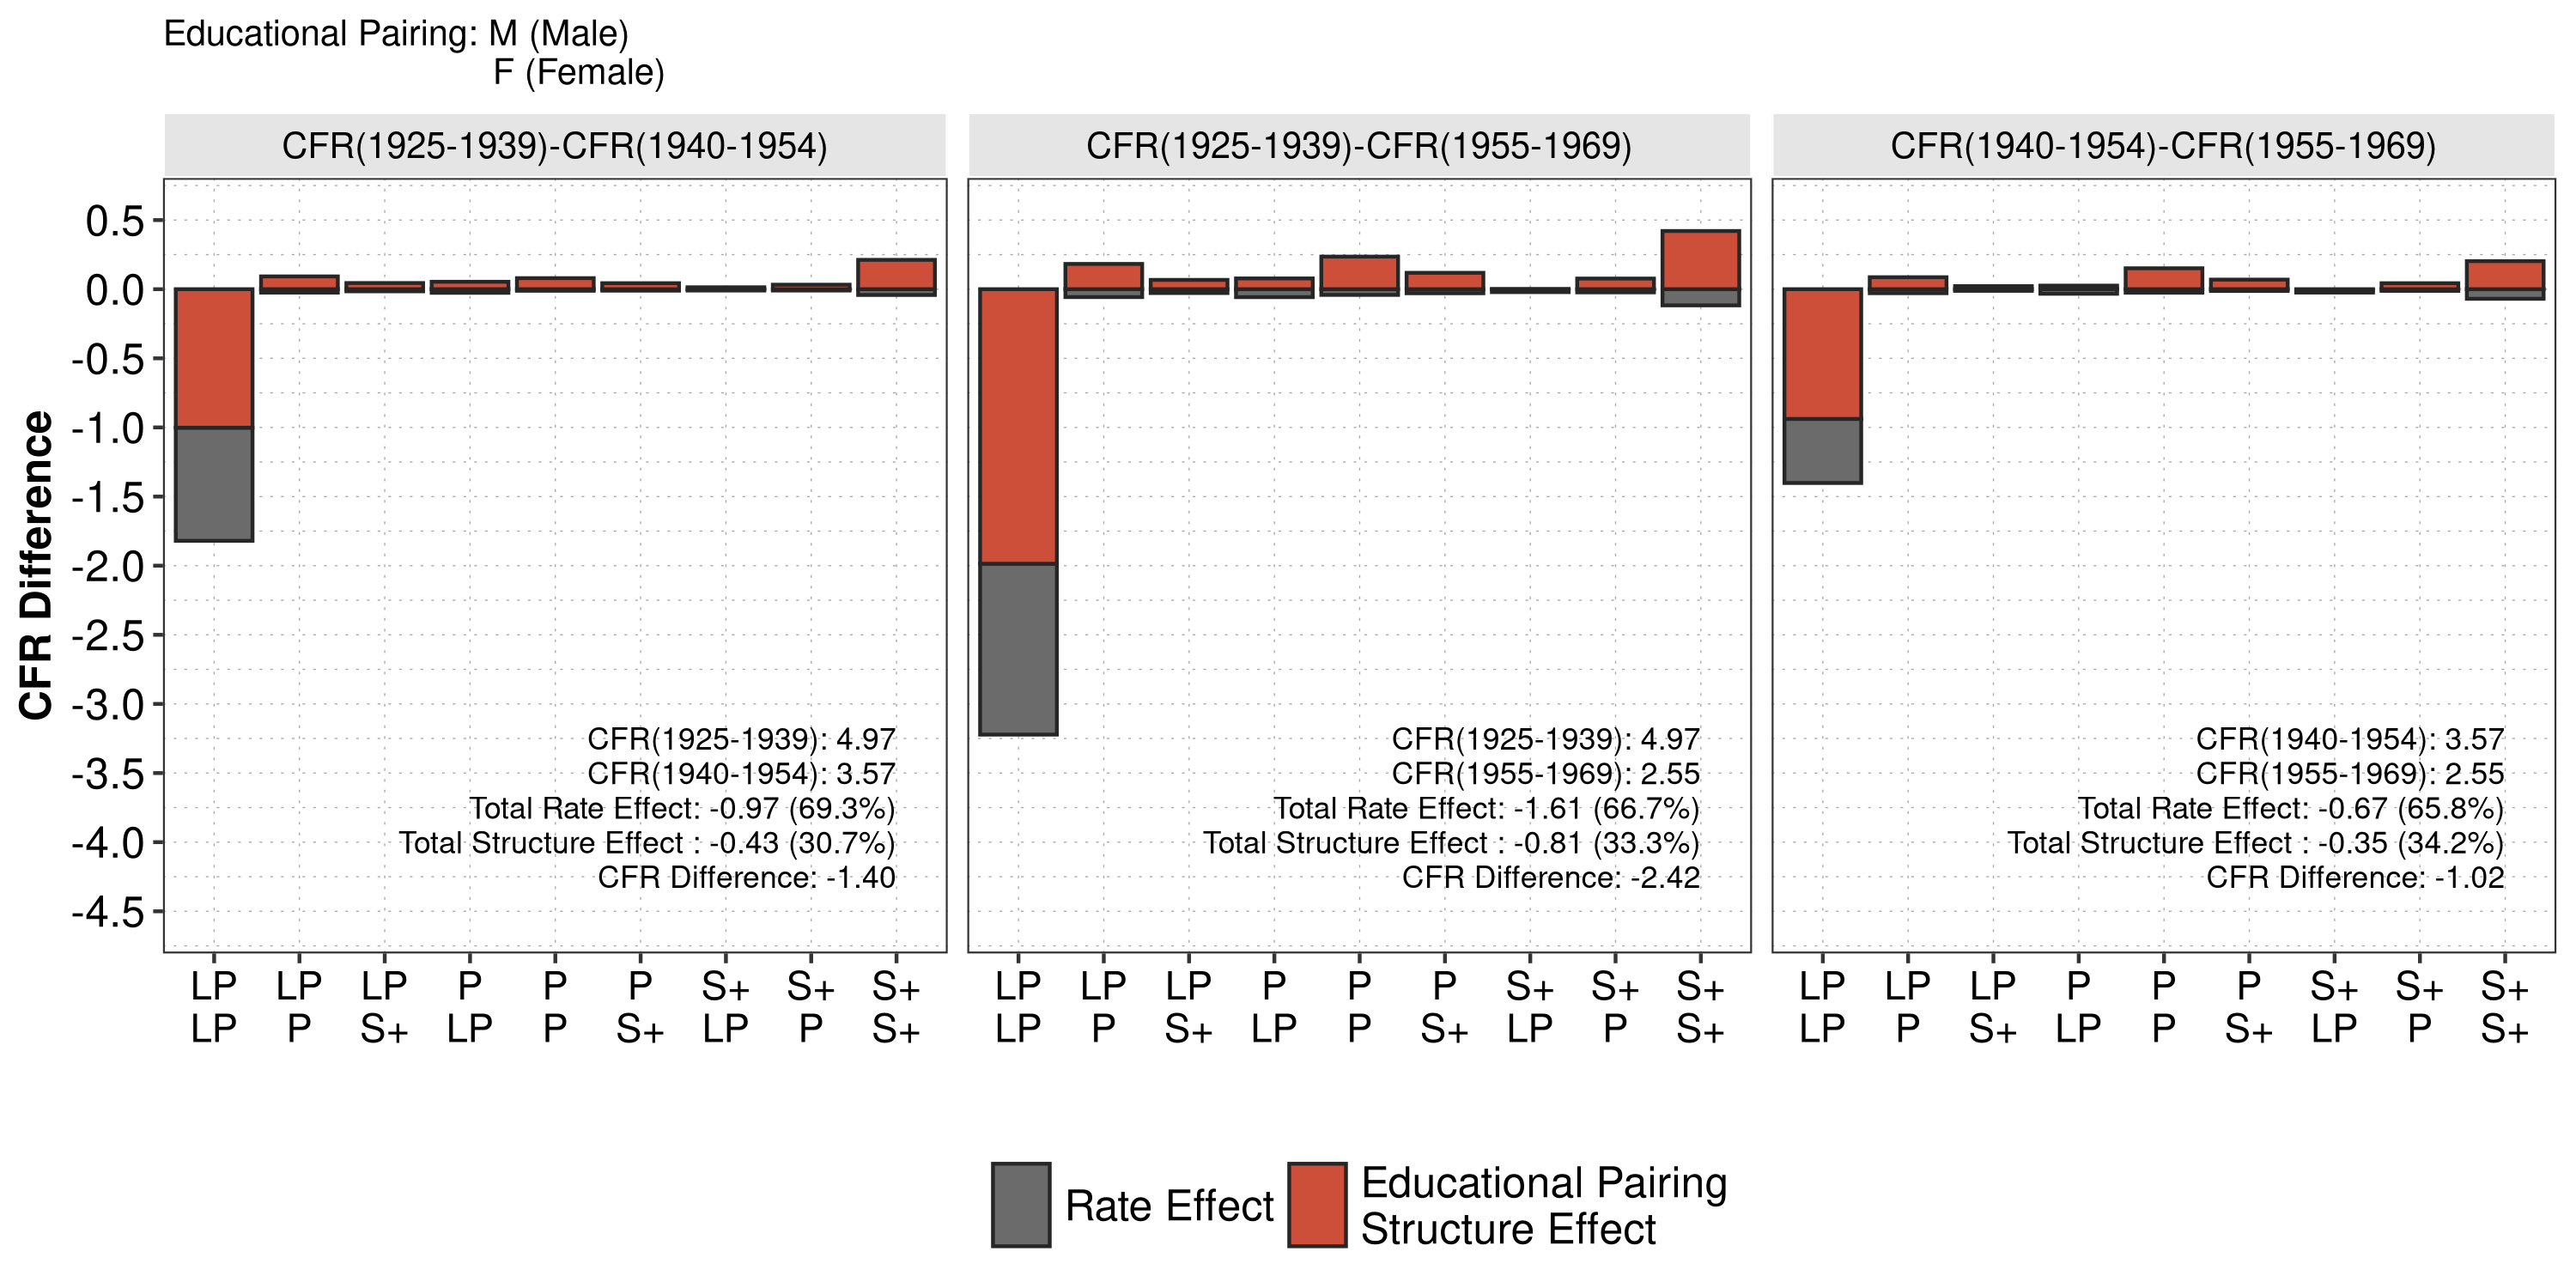 Educational Pairing: M (Male)
F (Female)
CFR(1925-1939)-CFR(1940-1954)
CFR(1925-1939)-CFR(1955-1969)
CFR(1940-1954)-CFR(1955-1969)
CFR Difference
0.5
0.0
-0.5
-1.0
-1.5
-2.0
-2.5
-3.0
-3.5
-4.0
-4.5
CFR(1925-1939): 4.97
CFR(1940-1954): 3.57
Total Rate Effect: -0.97 (69.3%)
Total Structure Effect : -0.43 (30.7%)
CFR Difference: -1.40
CFR(1925-1939): 4.97
CFR(1955-1969): 2.55
Total Rate Effect: -1.61 (66.7%)
Total Structure Effect : -0.81 (33.3%)
CFR Difference: -2.42
CFR(1940-1954): 3.57
CFR(1955-1969): 2.55
Total Rate Effect: -0.67 (65.8%)
Total Structure Effect : -0.35 (34.2%)
CFR Difference: -1.02
LP LP LP P P P S+ S+ S+
LP P S+ LP P S+ LP P S+
LP LP LP P P P S+ S+ S+
LP P S+ LP P S+ LP P S+
LP LP LP P P P S+ S+ S+
LP P S+ LP P S+ LP P S+
Rate Effect
Educational Pairing
Structure Effect